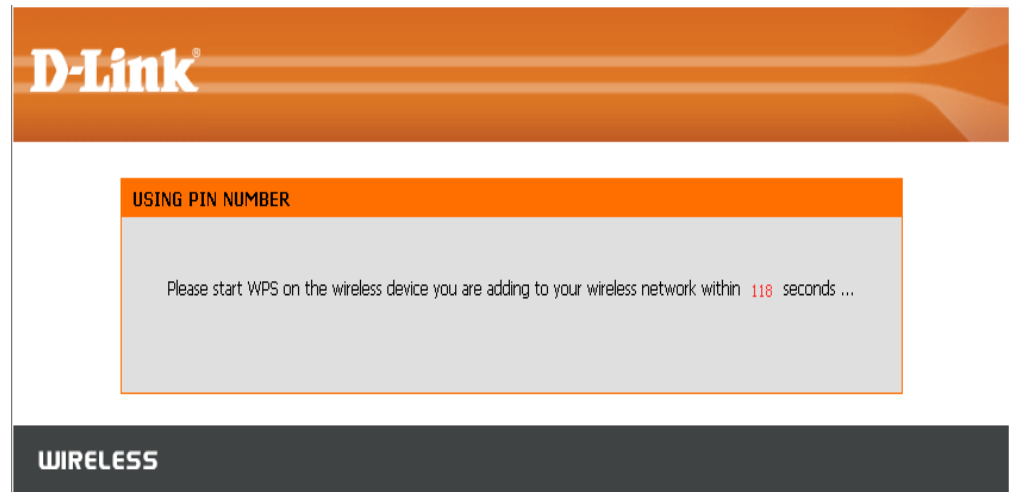 D-Link®
USING PIN NUMBER
Please start WPS on the wireless device you are adding to your wireless network within 118 seconds ...
WIRELESS